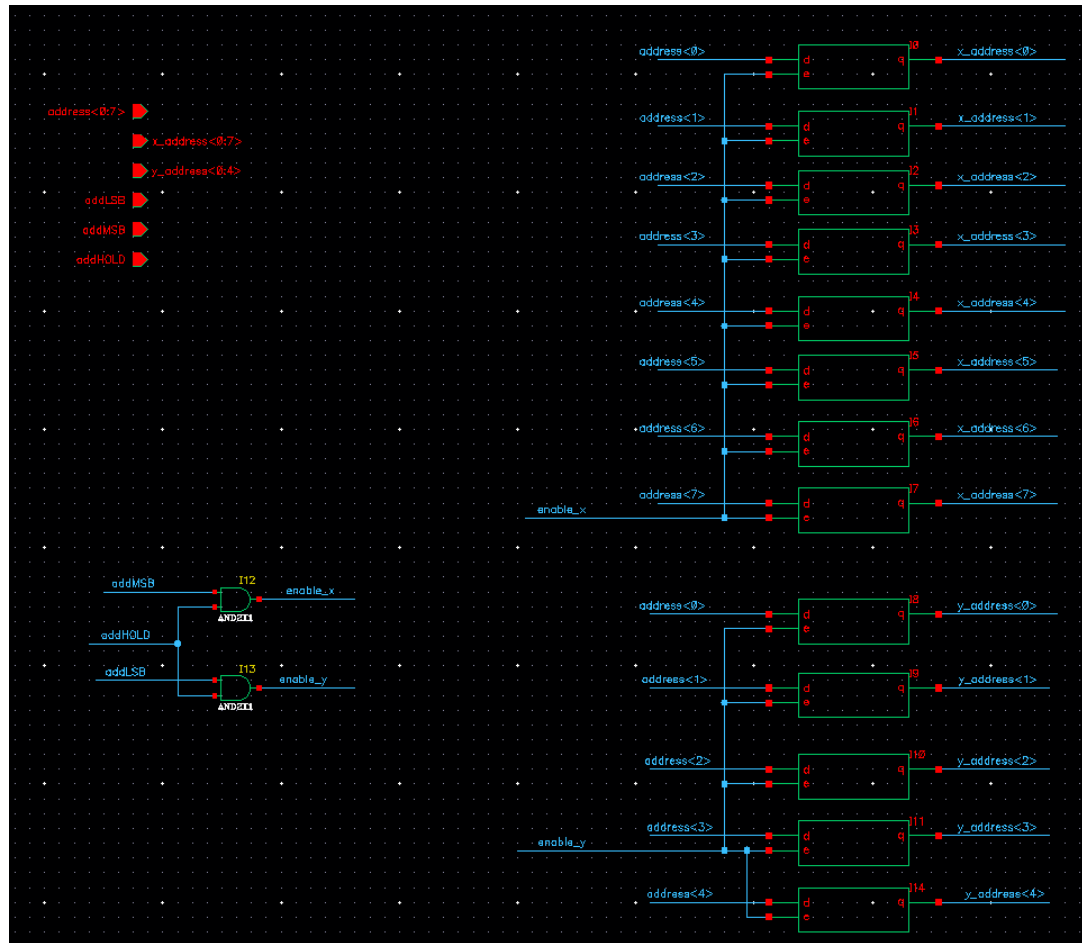 address<0:7>
x_address<0:7>
y_address<0:4>
addLSB
addMSB
addHOLD
address<0> I0 x_address<0>
d q
e
address<1> I1 x_address<1>
d q
e
address<2> I2 x_address<2>
d q
e
address<3> I3 x_address<3>
d q
e
address<4> I4 x_address<4>
d q
e
address<5> I5 x_address<5>
d q
e
address<6> I6 x_address<6>
d q
e
address<7> I7 x_address<7>
d q
enable_x e
addMSB I12 enable_x
AND2D1
addHOLD
addLSB I13 enable_y
AND2D1
address<0> I8 y_address<0>
d q
e
address<1> I9 y_address<1>
d q
e
address<2> I10 y_address<2>
d q
e
address<3> I11 y_address<3>
d q
enable_y e
address<4> I14 y_address<4>
d q
e